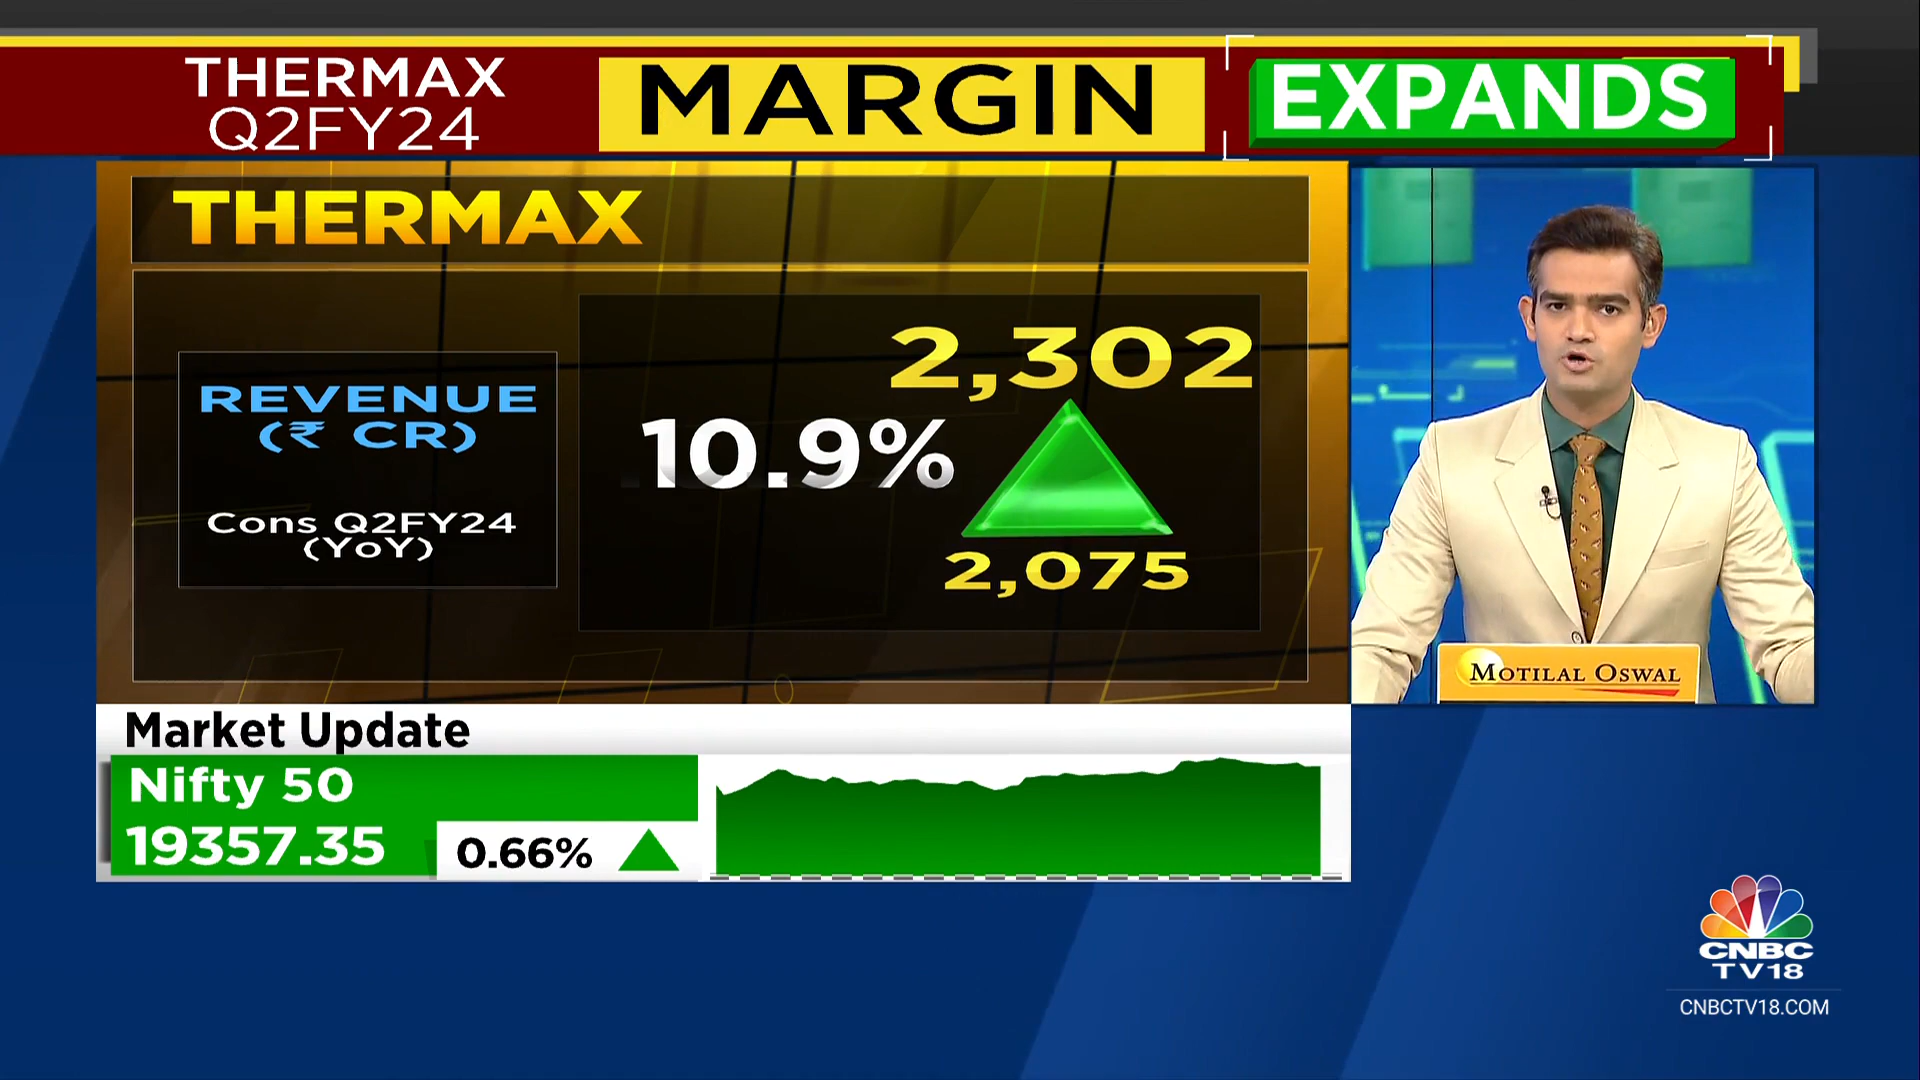 THERMAX
Q2FY24
MARGIN
EXPANDS
THERMAX
REVENUE
(₹ CR)
Cons Q2FY24
(YoY)
2,302
10.9%
2,075
MOTILAL OSWAL
Market Update
Nifty 50
19357.35
0.66%
CNBC
TV18
CNBCTV18.COM